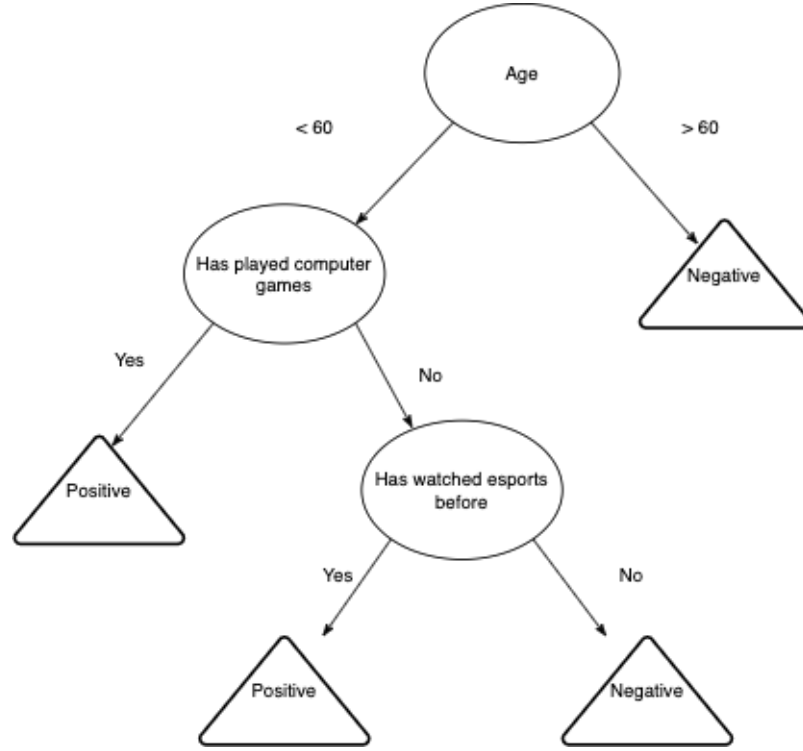 Age
< 60
> 60
Has played computer
games
Negative
Yes
No
Positive
Has watched esports
before
Yes
No
Positive
Negative